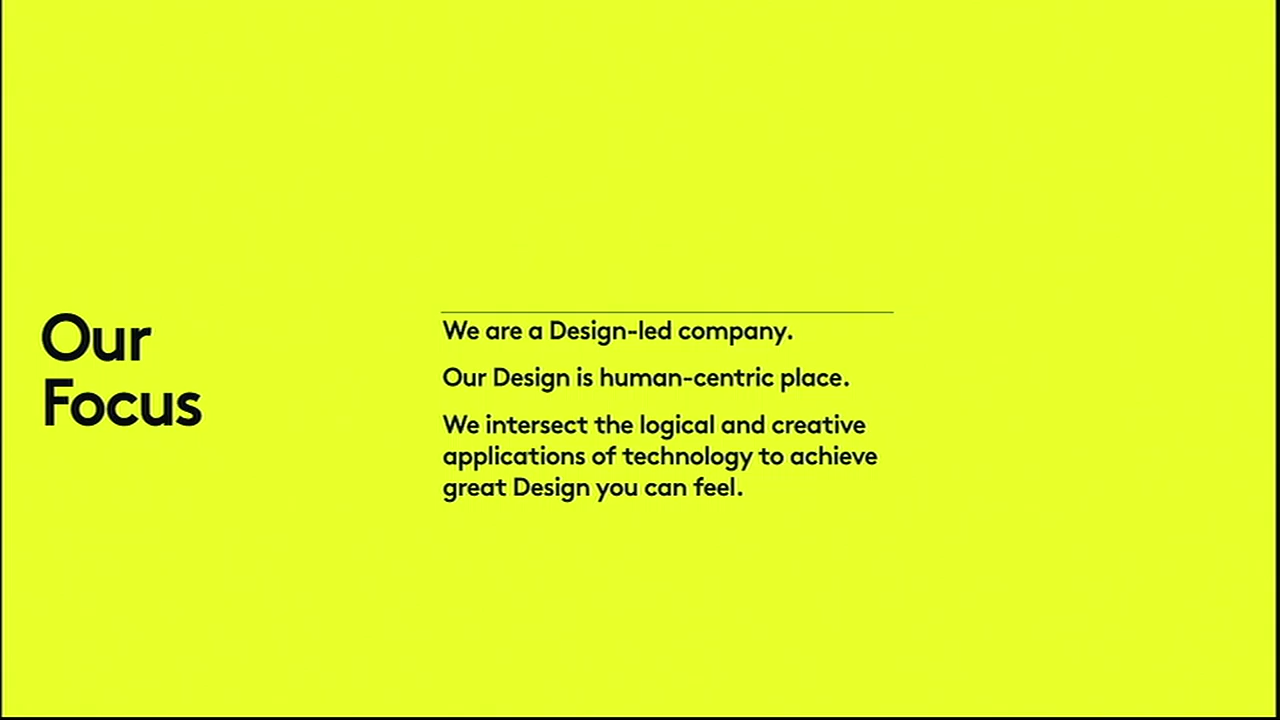 Our
Focus
We are a Design-led company.
Our Design is human-centric place.
We intersect the logical and creative
applications of technology to achieve
great Design you can feel.